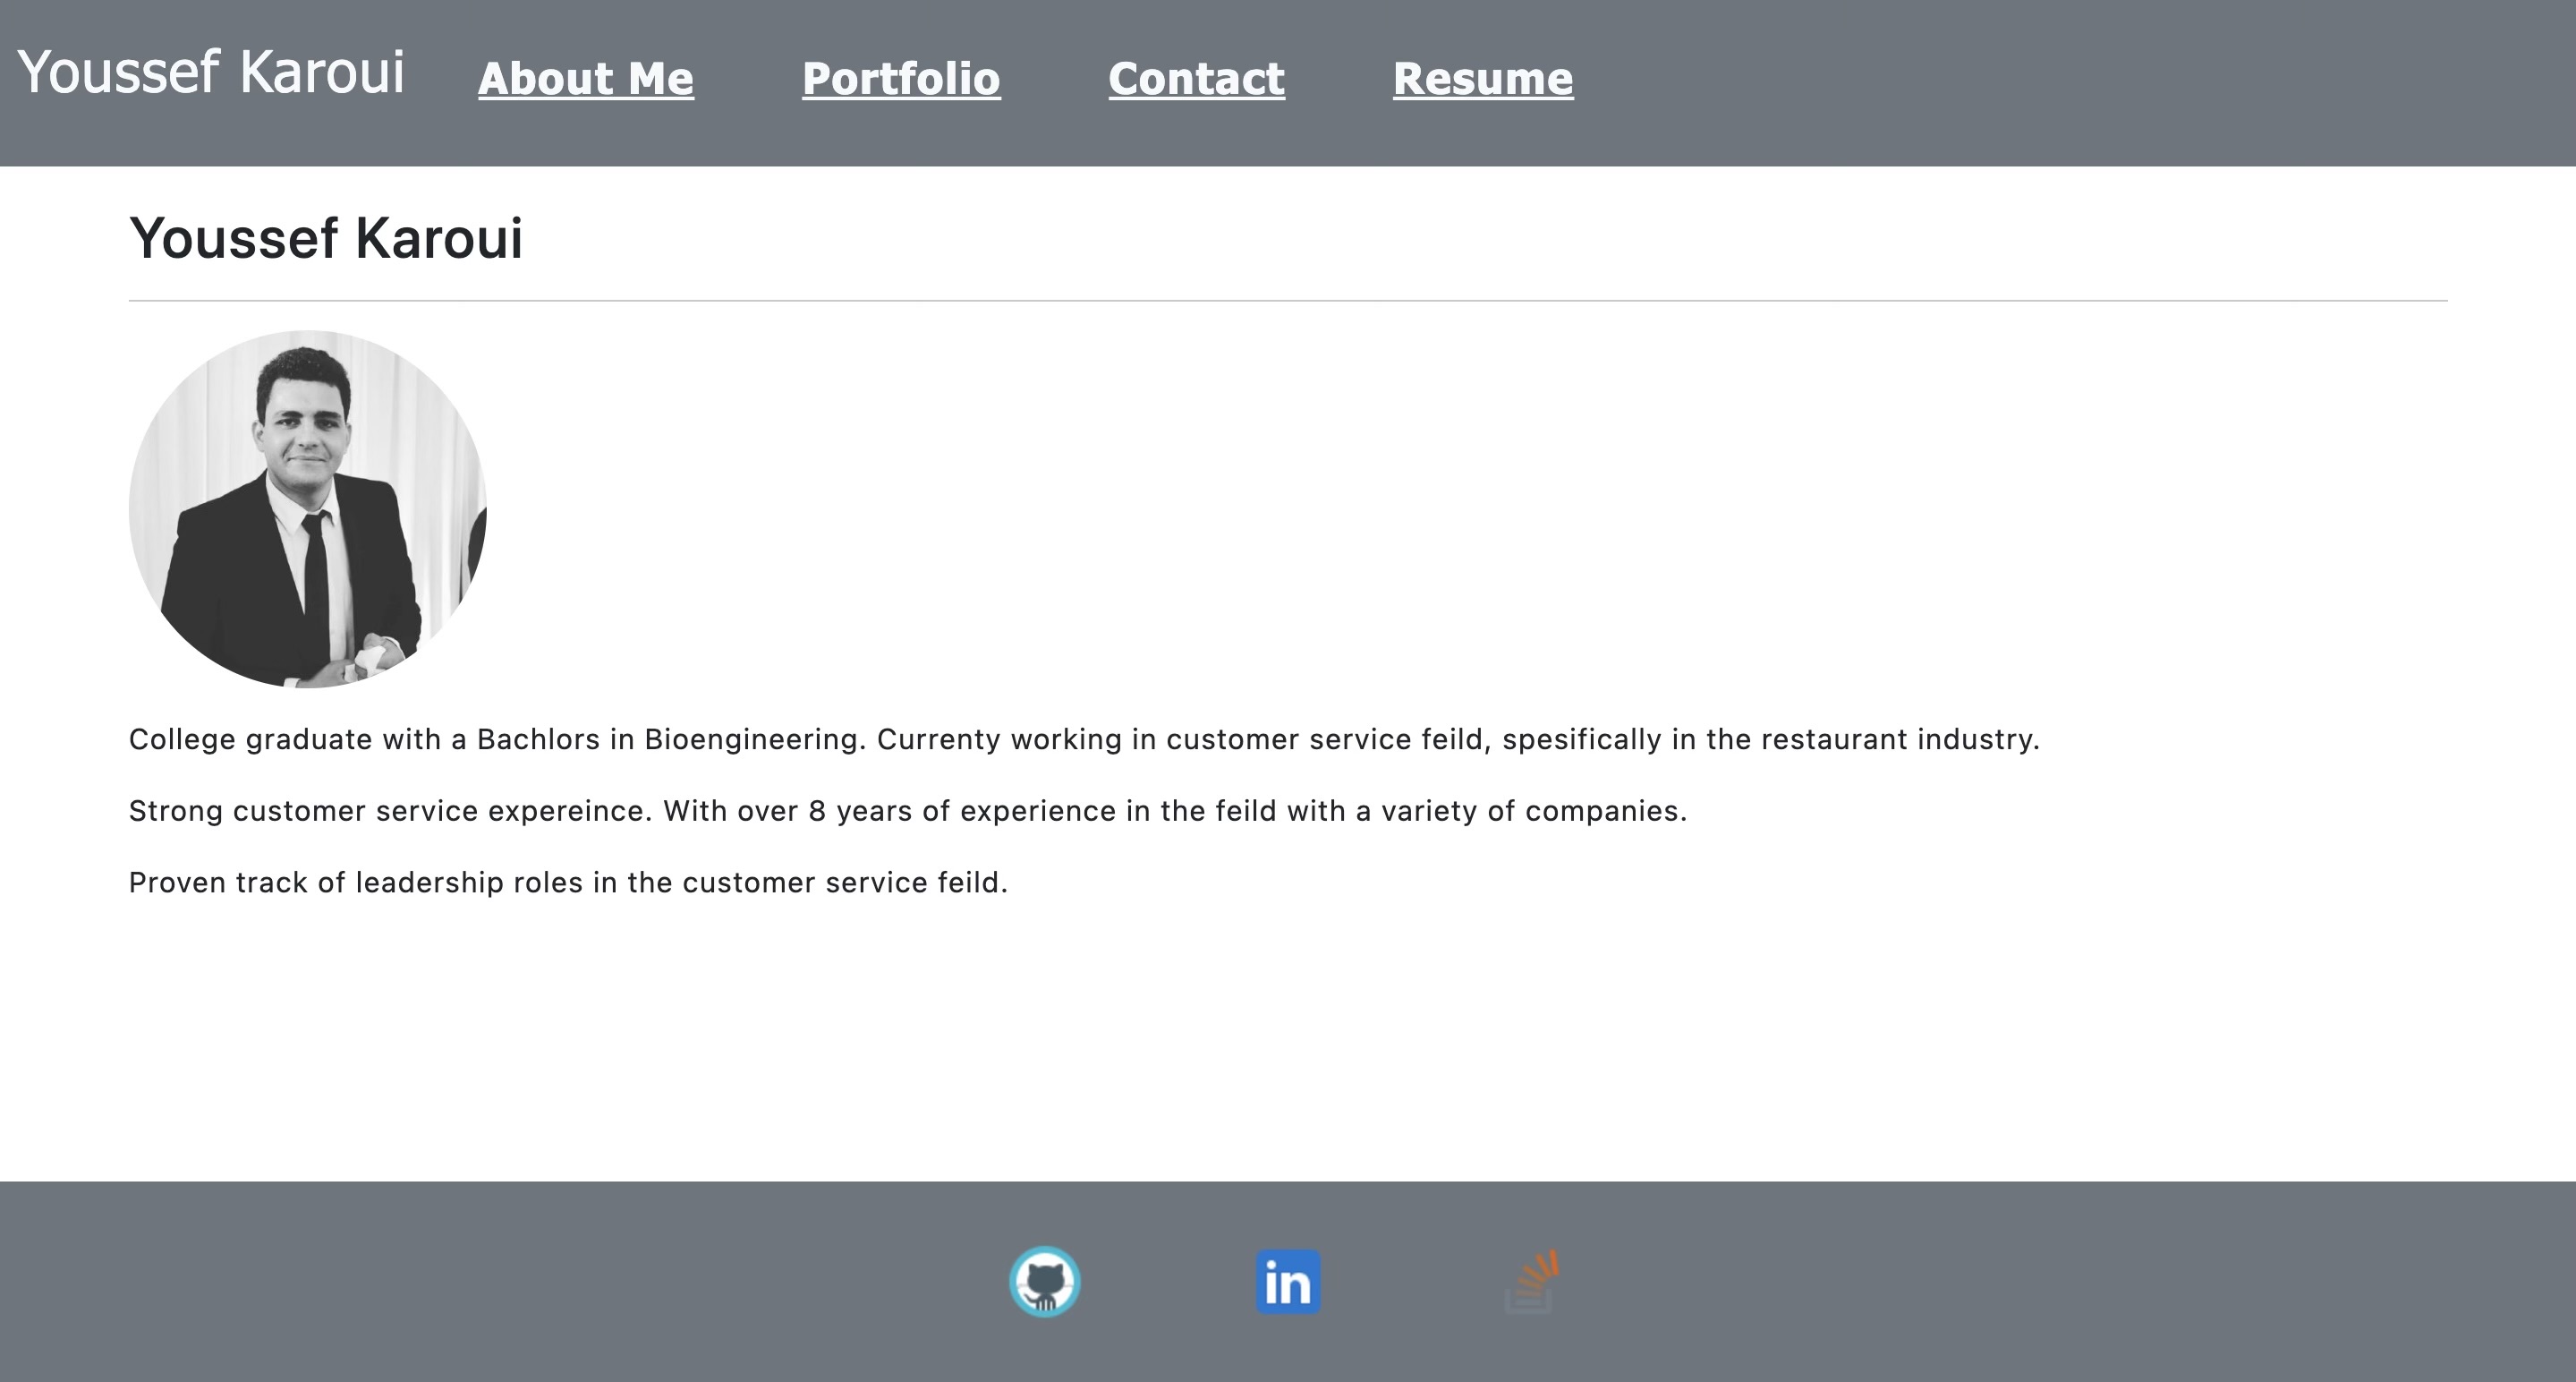 Youssef Karoui
About Me
Portfolio
Contact
Resume
Youssef Karoui
College graduate with a Bachlors in Bioengineering. Currenty working in customer service feild, spesifically in the restaurant industry.
Strong customer service expereince. With over 8 years of experience in the feild with a variety of companies.
Proven track of leadership roles in the customer service feild.
in